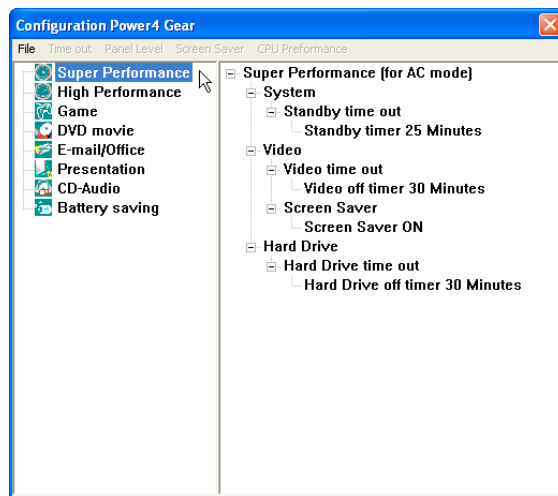 Configuration Power4 Gear
File Time out Panel Level Screen Saver CPU Preformance
Super Performance
High Performance
Game
DVD movie
E-mail/Office
Presentation
CD-Audio
Battery saving
Super Performance (for AC mode)
System
Standby time out
Standby timer 25 Minutes
Video
Video time out
Video off timer 30 Minutes
Screen Saver
Screen Saver ON
Hard Drive
Hard Drive time out
Hard Drive off timer 30 Minutes